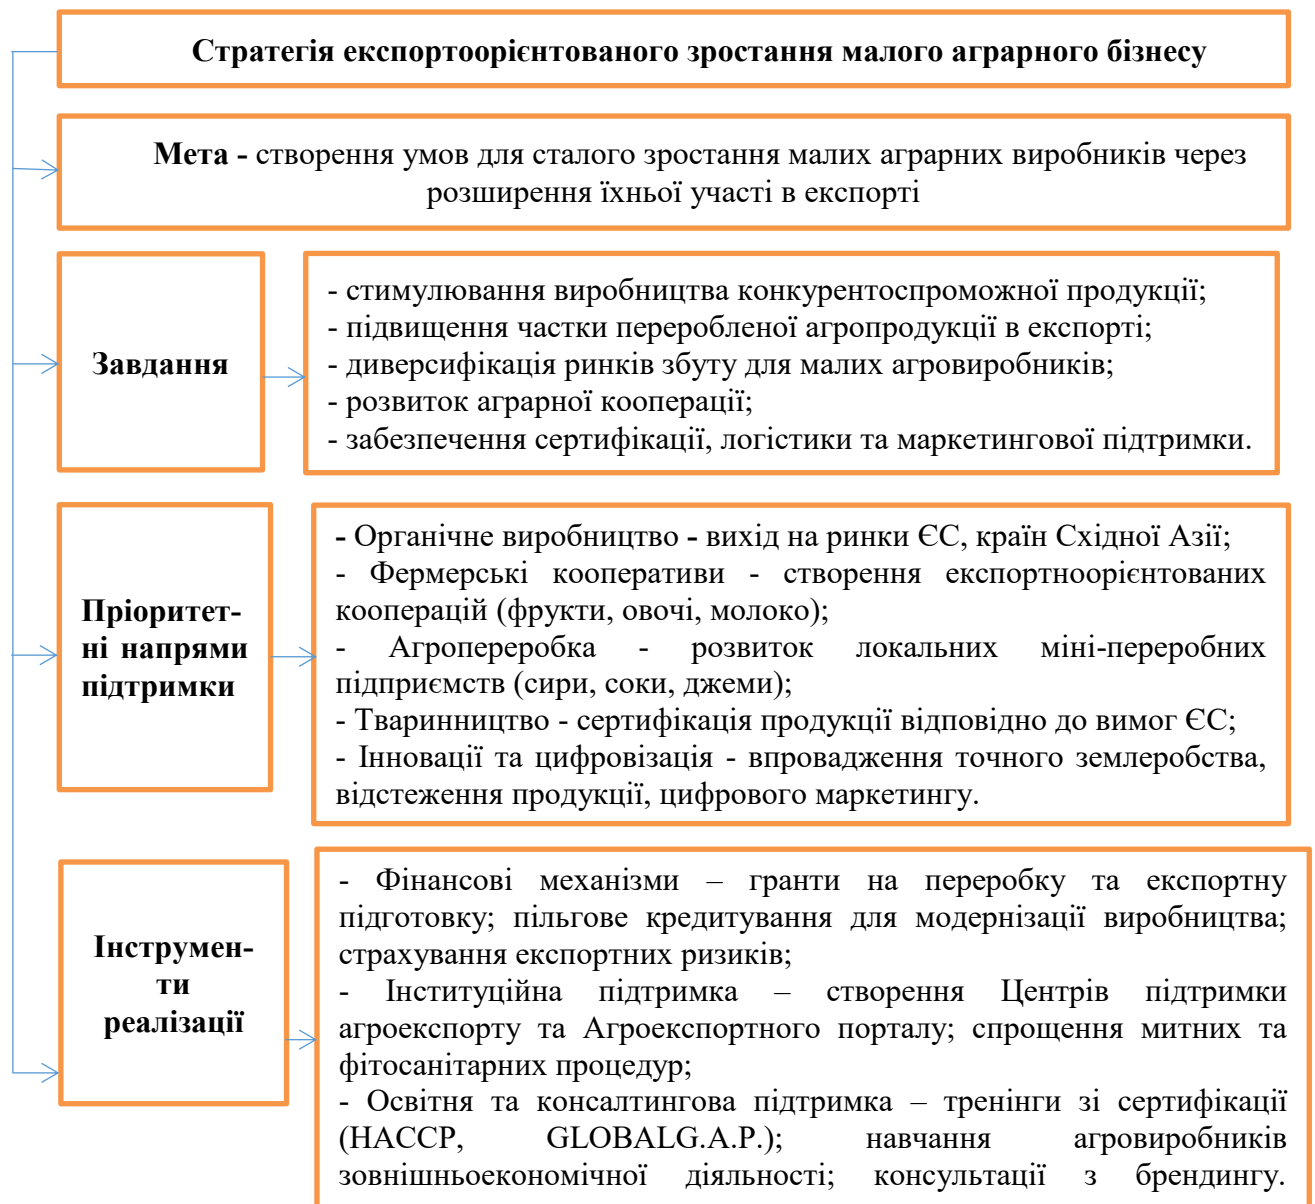 Стратегія експортоорієнтованого зростання малого аграрного бізнесу
Мета - створення умов для сталого зростання малих аграрних виробників через
розширення їхньої участі в експорті
Завдання
- стимулювання виробництва конкурентоспроможної продукції;
- підвищення частки переробленої агропродукції в експорті;
- диверсифікація ринків збуту для малих агровиробників;
- розвиток аграрної кооперації;
- забезпечення сертифікації, логістики та маркетингової підтримки.
Пріоритет-
ні напрями
підтримки
- Органічне виробництво - вихід на ринки ЄС, країн Східної Азії;
- Фермерські кооперативи - створення експортноорієнтованих
кооперацій (фрукти, овочі, молоко);
- Агропереробка - розвиток локальних міні-переробних
підприємств (сири, соки, джеми);
- Тваринництво - сертифікація продукції відповідно до вимог ЄС;
- Інновації та цифровізація - впровадження точного землеробства,
відстеження продукції, цифрового маркетингу.
Інструмен-
ти
реалізації
- Фінансові механізми – гранти на переробку та експортну
підготовку; пільгове кредитування для модернізації виробництва;
страхування експортних ризиків;
- Інституційна підтримка – створення Центрів підтримки
агроекспорту та Агроекспортного порталу; спрощення митних та
фітосанітарних процедур;
- Освітня та консалтингова підтримка – тренінги зі сертифікації
(HACCP, GLOBALG.A.P.); навчання агровиробників
зовнішньоекономічної діяльності; консультації з брендингу.